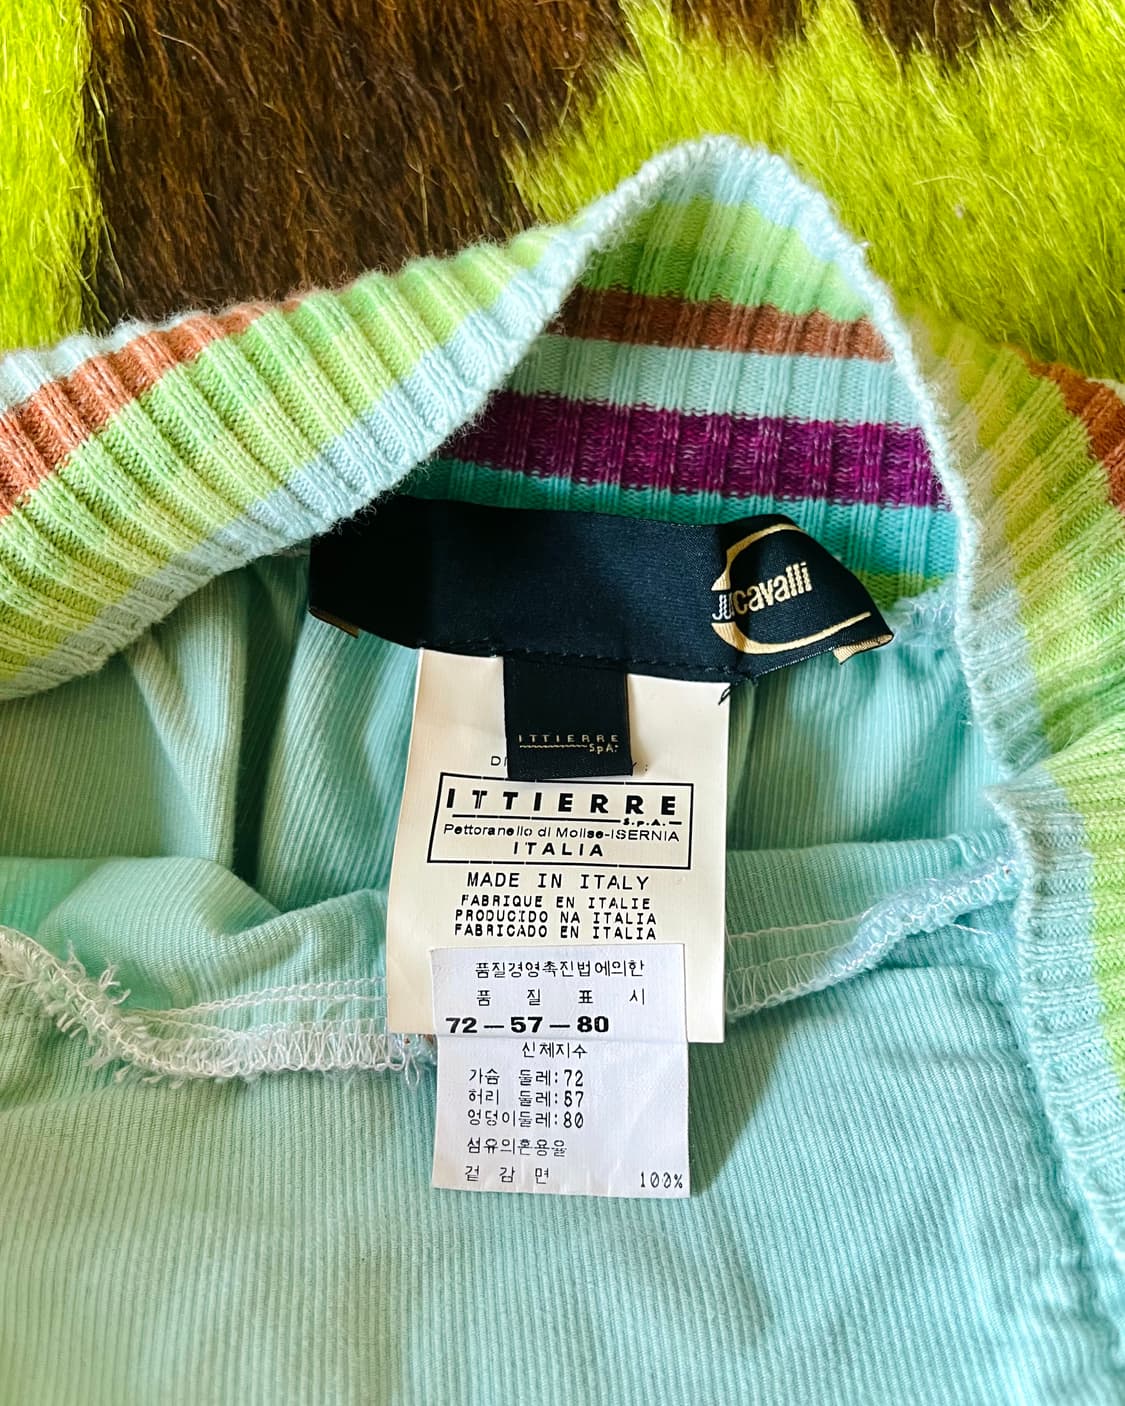 cavalli
ITTIERRE
SpA.
ITTIERRE
S.p.A.
Pettoranello di Molise-ISERNIA
ITALIA
MADE IN ITALY
FABRIQUE EN ITALIE
PRODUCIDO NA ITALIA
FABRICADO EN ITALIA
품질경영촉진법에의한
품 질 표 시
72-57-80
신체지수
가슴 둘레:72
허리 둘레:57
엉덩이둘레:80
섬유의혼용율
겉 감 면 100%